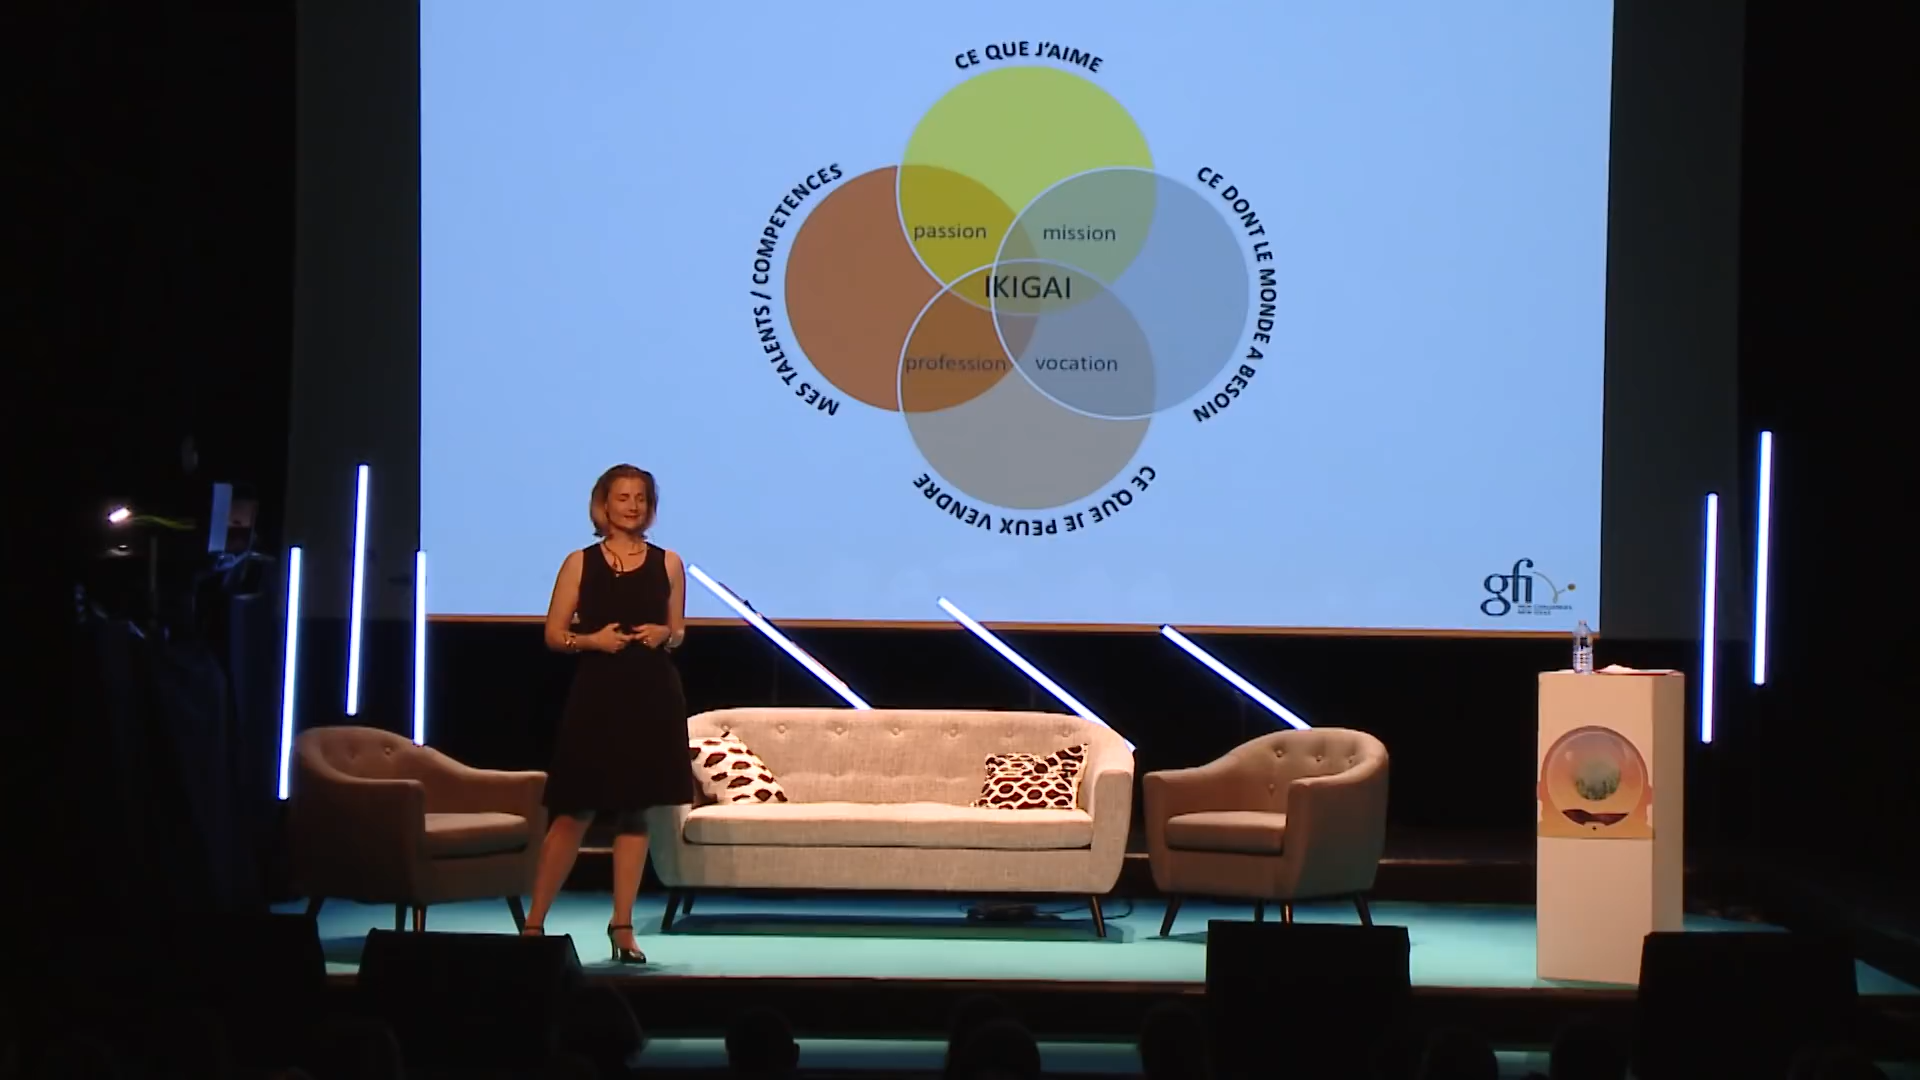 CE QUE J'AIME
MES TALENTS / COMPETENCES
CE DONT LE MONDE A BESOIN
passion
mission
IKIGAI
profession
vocation
CE QUE JE PEUX VENDRE
gfi